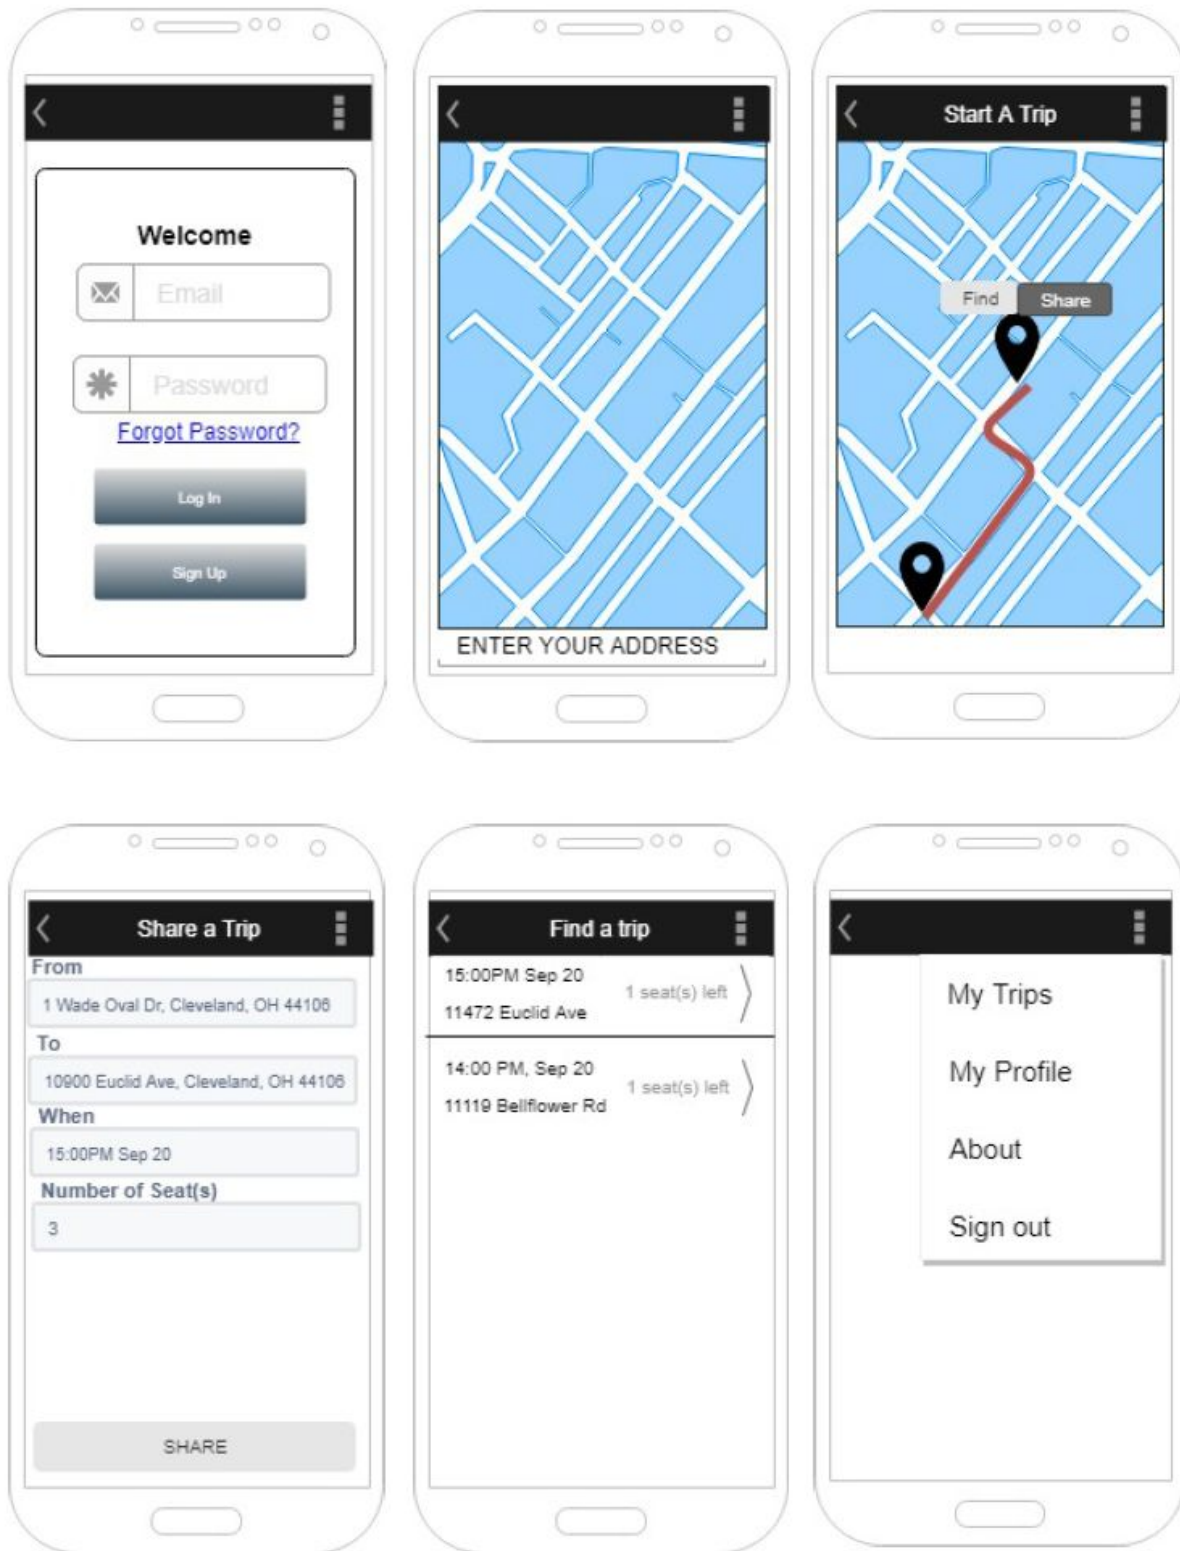 Welcome
Email
Password
Forgot Password?
Log In
Sign Up
ENTER YOUR ADDRESS
Start A Trip
Find
Share
Share a Trip
From
1 Wade Oval Dr, Cleveland, OH 44106
To
10900 Euclid Ave, Cleveland, OH 44106
When
15:00PM Sep 20
Number of Seat(s)
3
SHARE
Find a trip
15:00PM Sep 20
1 seat(s) left
11472 Euclid Ave
14:00 PM, Sep 20
1 seat(s) left
11119 Bellflower Rd
My Trips
My Profile
About
Sign out